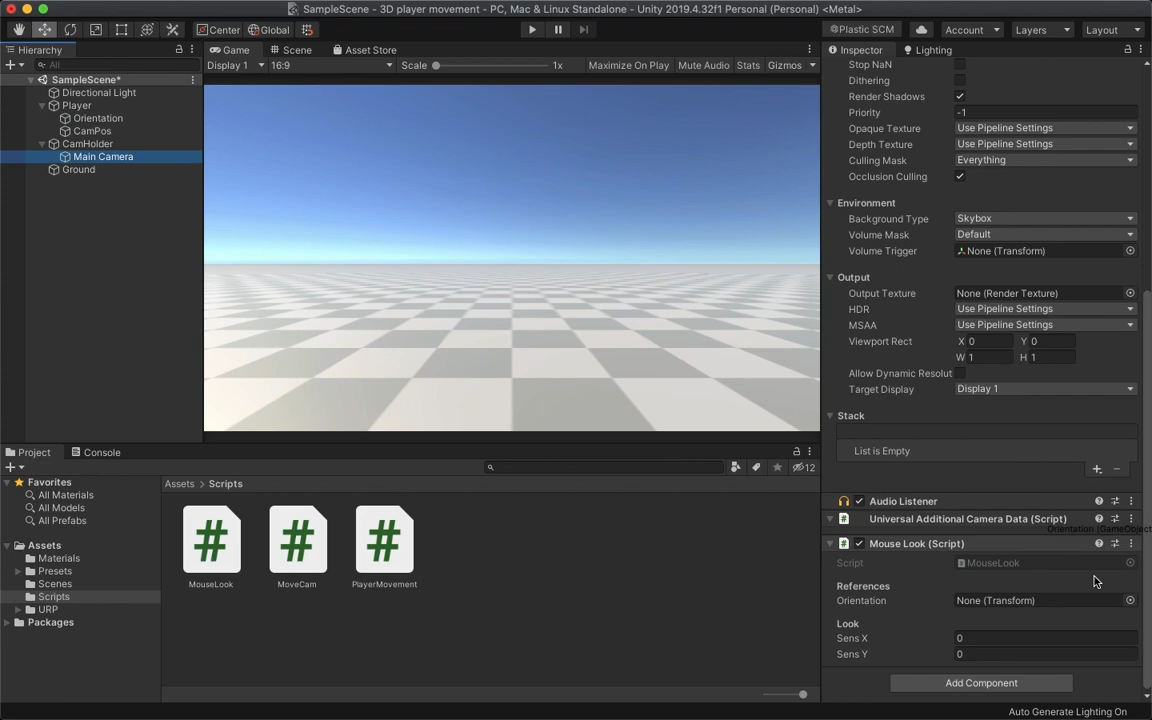 SampleScene - 3D player movement - PC, Mac & Linux Standalone - Unity 2019.4.32f1 Personal (Personal) <Metal>
Center Global Plastic SCM Account Layers Layout
Hierarchy
All
SampleScene*
Directional Light
Player
Orientation
CamPos
CamHolder
Main Camera
Ground
Game Scene Asset Store
Display 1 16:9 Scale 1x Maximize On Play Mute Audio Stats Gizmos
Inspector Lighting
Stop NaN
Dithering
Render Shadows
Priority -1
Opaque Texture Use Pipeline Settings
Depth Texture Use Pipeline Settings
Culling Mask Everything
Occlusion Culling
Environment
Background Type Skybox
Volume Mask Default
Volume Trigger None (Transform)
Output
Output Texture None (Render Texture)
HDR Use Pipeline Settings
MSAA Use Pipeline Settings
Viewport Rect X 0 Y 0
W 1 H 1
Allow Dynamic Resolut
Target Display Display 1
Stack
List is Empty
Audio Listener
Universal Additional Camera Data (Script)
Orientation (GameObject
Mouse Look (Script)
Script MouseLook
References
Orientation None (Transform)
Look
Sens X 0
Sens Y 0
Add Component
Project Console
12
Favorites
All Materials
All Models
All Prefabs
Assets
Materials
Presets
Scenes
Scripts
URP
Packages
Assets > Scripts
MouseLook MoveCam PlayerMovement
Auto Generate Lighting On